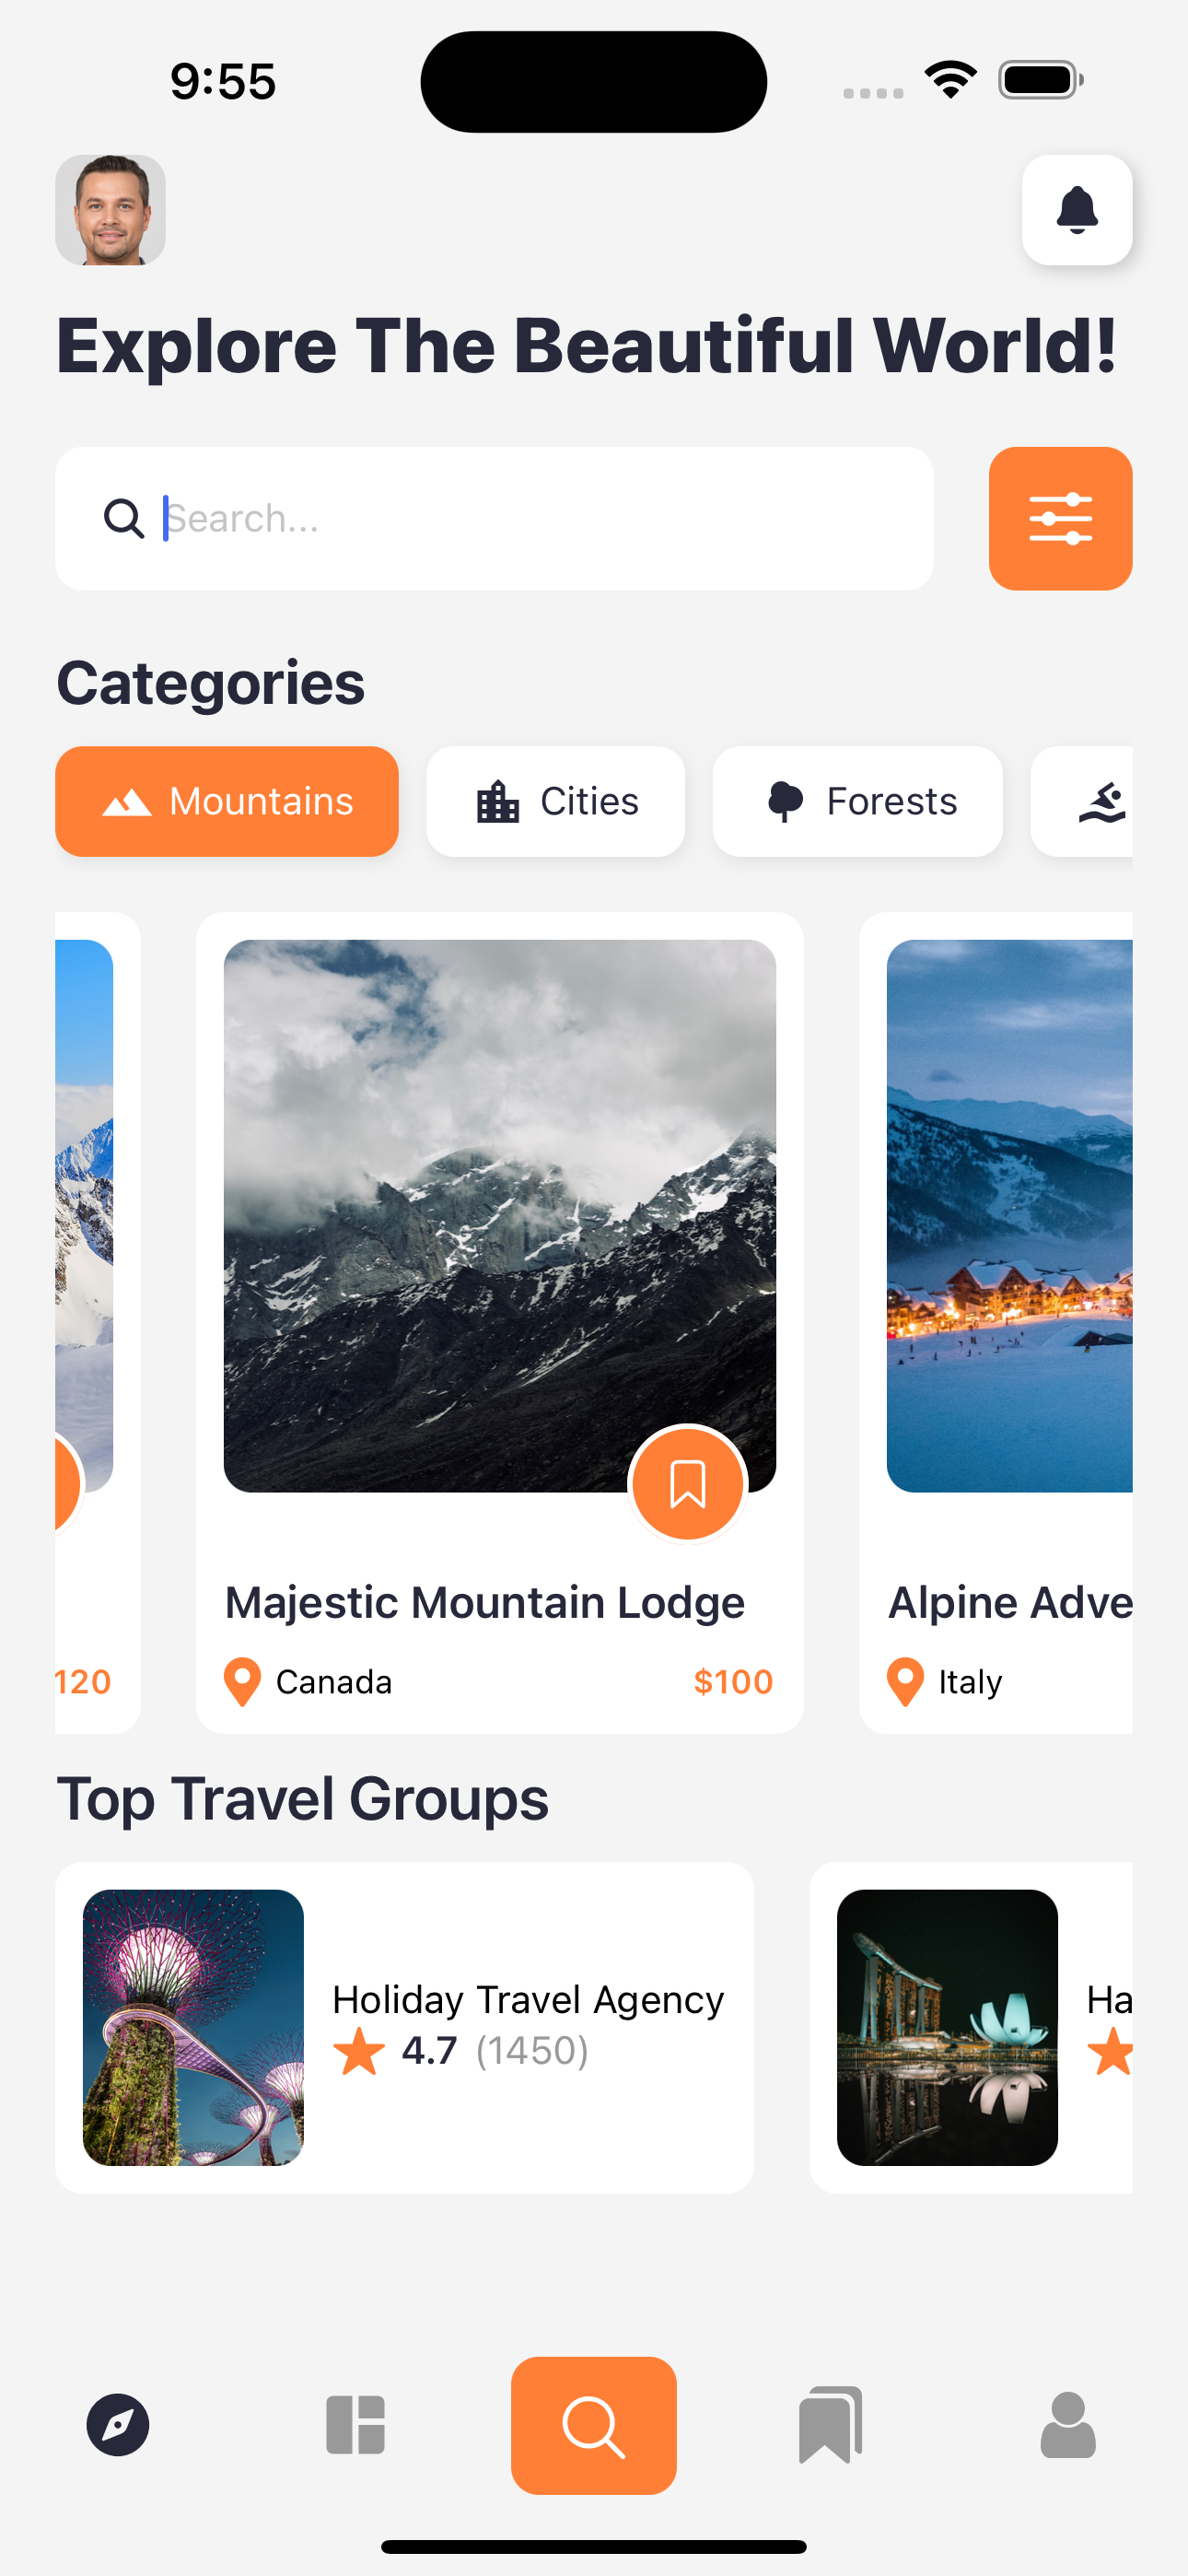 9:55
Explore The Beautiful World!
Search...
Categories
Mountains
Cities
Forests
120
Majestic Mountain Lodge
Canada
$100
Alpine Adve
Italy
Top Travel Groups
Holiday Travel Agency
4.7 (1450)
Ha